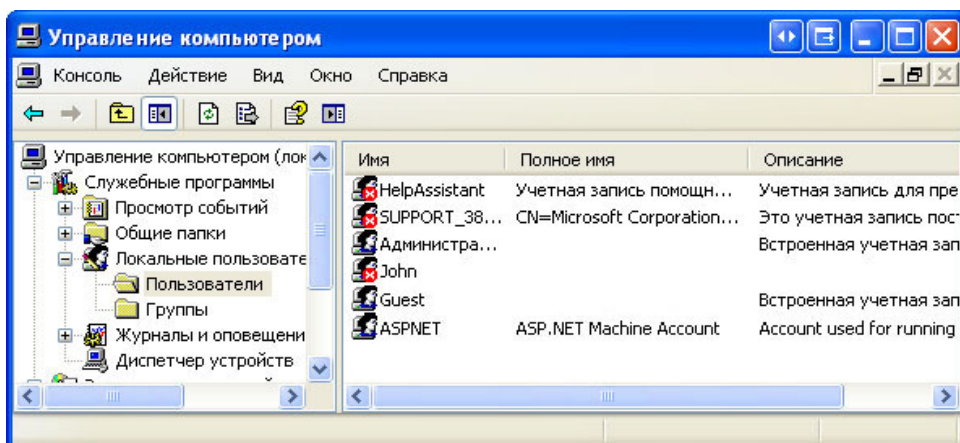 Управление компьютером
Консоль Действие Вид Окно Справка
Управление компьютером (лок
Служебные программы
Просмотр событий
Общие папки
Локальные пользовате
Пользователи
Группы
Журналы и оповещени
Диспетчер устройств
Имя Полное имя Описание
HelpAssistant Учетная запись помощн... Учетная запись для пре
SUPPORT_38... CN=Microsoft Corporation... Это учетная запись пост
Администра... Встроенная учетная зап
John
Guest Встроенная учетная зап
ASPNET ASP.NET Machine Account Account used for running